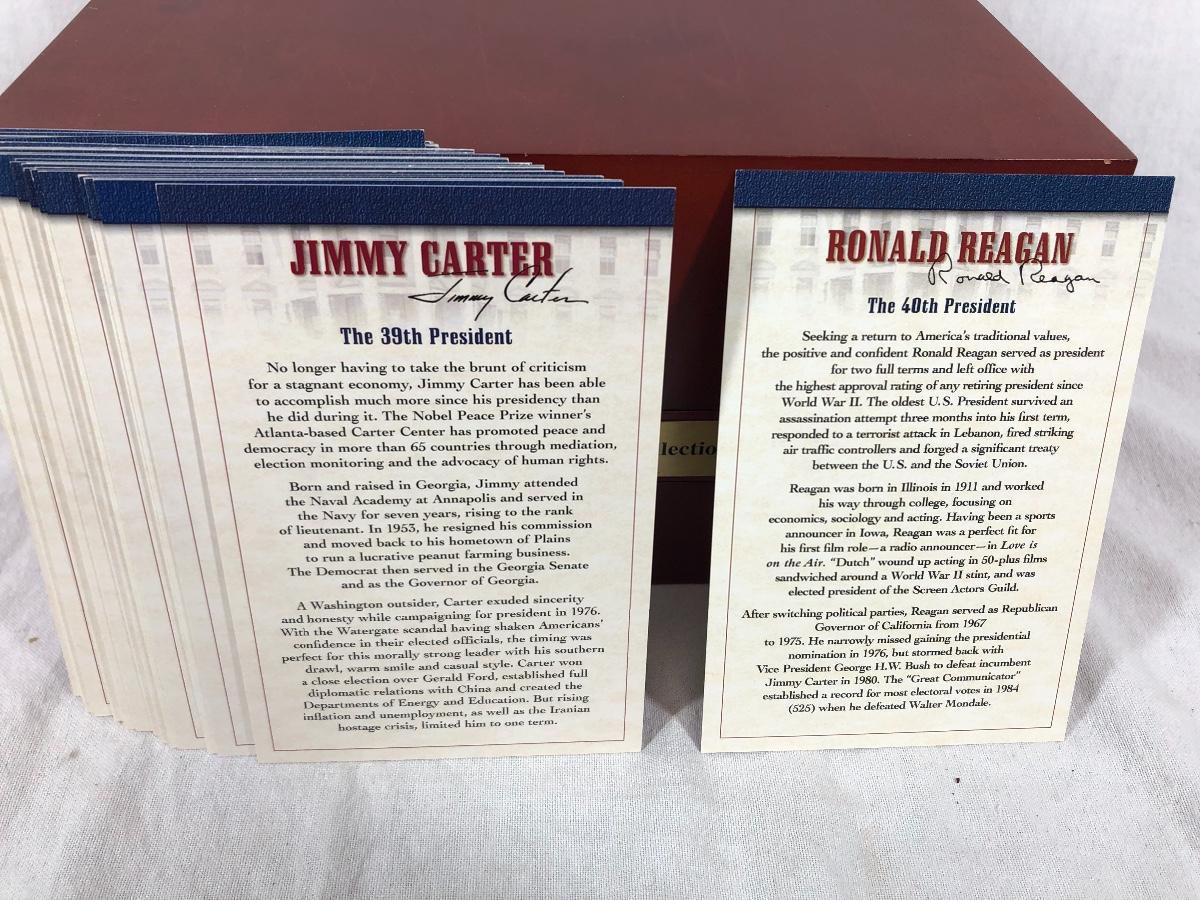 JIMMY CARTER
Jimmy Carter
The 39th President
No longer having to take the brunt of criticism
for a stagnant economy, Jimmy Carter has been able
to accomplish much more since his presidency than
he did during it. The Nobel Peace Prize winner's
Atlanta-based Carter Center has promoted peace and
democracy in more than 65 countries through mediation,
election monitoring and the advocacy of human rights.
Born and raised in Georgia, Jimmy attended
the Naval Academy at Annapolis and served in
the Navy for seven years, rising to the rank
of lieutenant. In 1953, he resigned his commission
and moved back to his hometown of Plains
to run a lucrative peanut farming business.
The Democrat then served in the Georgia Senate
and as the Governor of Georgia.
A Washington outsider, Carter exuded sincerity
and honesty while campaigning for president in 1976.
With the Watergate scandal having shaken Americans'
confidence in their elected officials, the timing was
perfect for this morally strong leader with his southern
drawl, warm smile and casual style. Carter won
a close election over Gerald Ford, established full
diplomatic relations with China and created the
Departments of Energy and Education. But rising
inflation and unemployment, as well as the Iranian
hostage crisis, limited him to one term.
lectio
RONALD REAGAN
Ronald Reagan
The 40th President
Seeking a return to America's traditional values,
the positive and confident Ronald Reagan served as president
for two full terms and left office with
the highest approval rating of any retiring president since
World War II. The oldest U.S. President survived an
assassination attempt three months into his first term,
responded to a terrorist attack in Lebanon, fired striking
air traffic controllers and forged a significant treaty
between the U.S. and the Soviet Union.
Reagan was born in Illinois in 1911 and worked
his way through college, focusing on
economics, sociology and acting. Having been a sports
announcer in Iowa, Reagan was a perfect fit for
his first film role—a radio announcer—in Love is
on the Air. "Dutch" wound up acting in 50-plus films
sandwiched around a World War II stint, and was
elected president of the Screen Actors Guild.
After switching political parties, Reagan served as Republican
Governor of California from 1967
to 1975. He narrowly missed gaining the presidential
nomination in 1976, but stormed back with
Vice President George H.W. Bush to defeat incumbent
Jimmy Carter in 1980. The "Great Communicator"
established a record for most electoral votes in 1984
(525) when he defeated Walter Mondale.